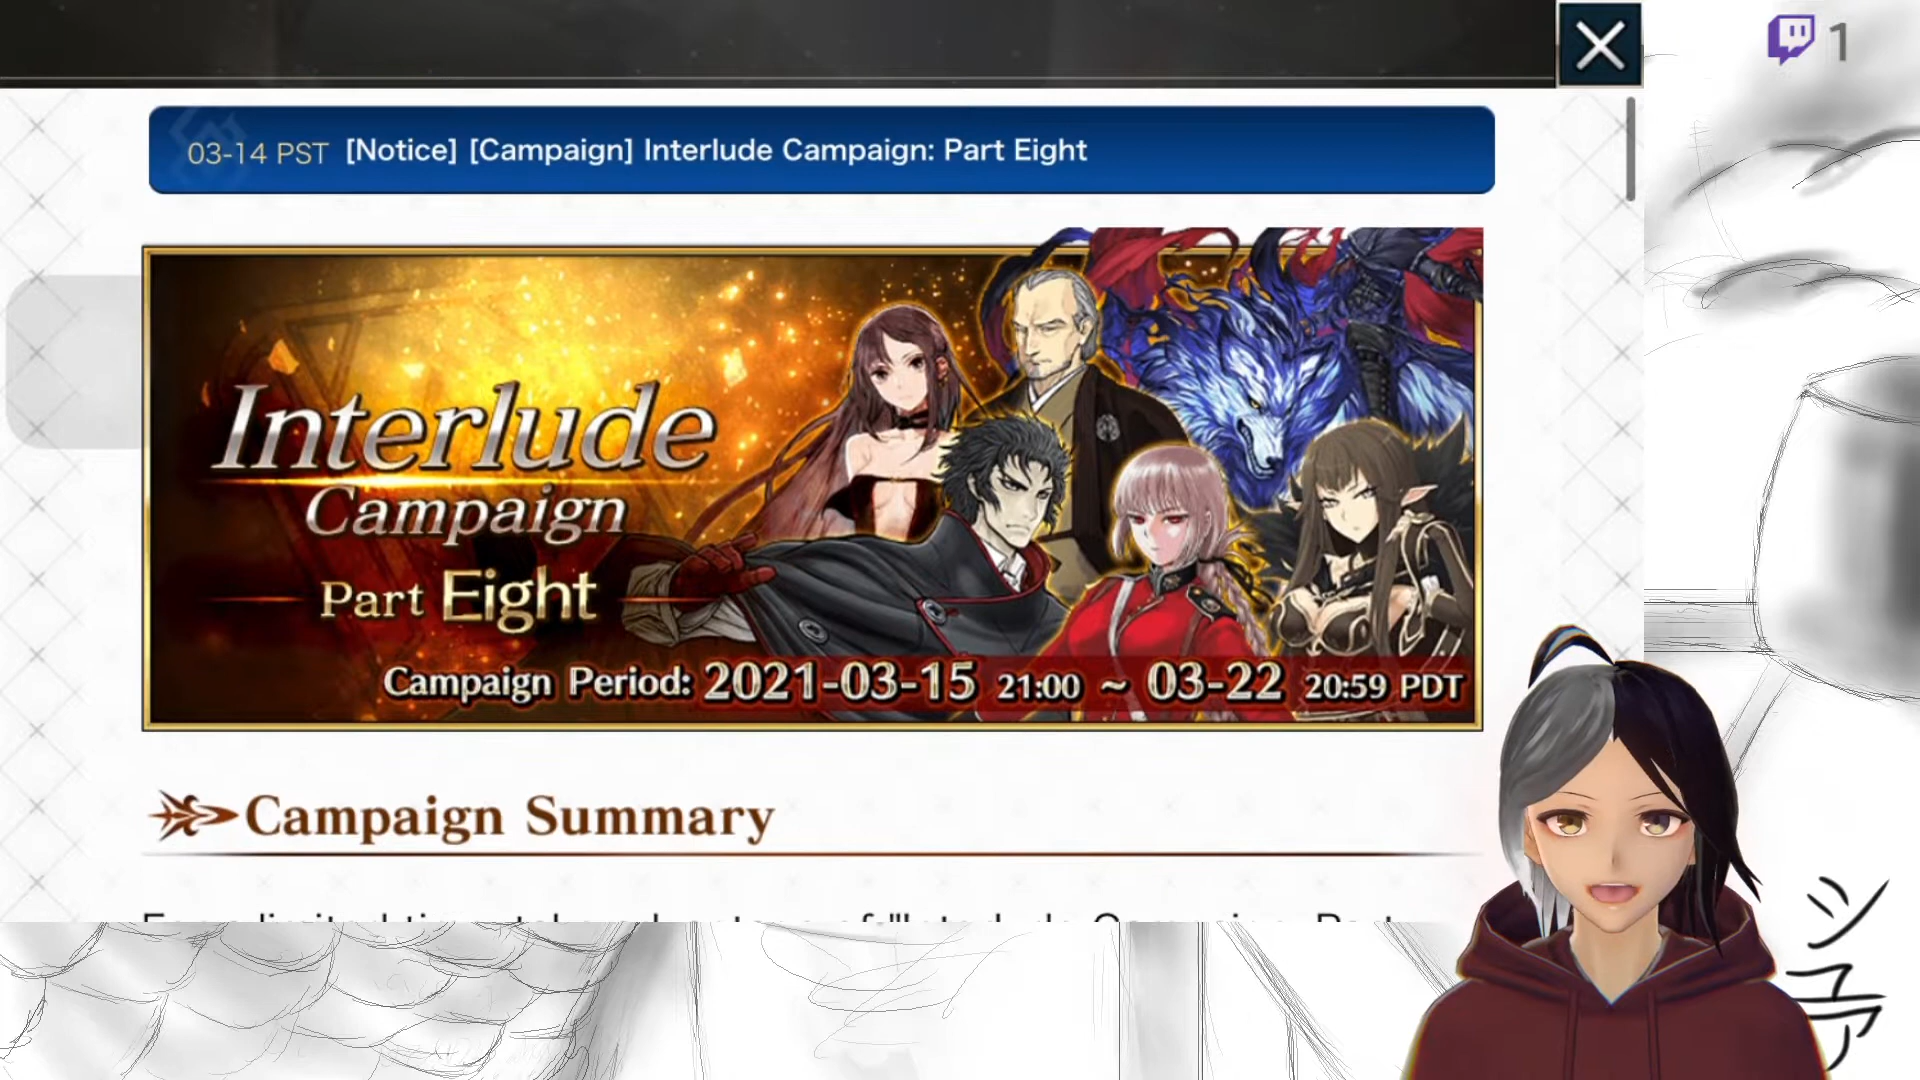 1
03-14 PST [Notice] [Campaign] Interlude Campaign: Part Eight
Interlude
Campaign
Part Eight
Campaign Period: 2021-03-15 21:00 ~ 03-22 20:59 PDT
Campaign Summary
シュア